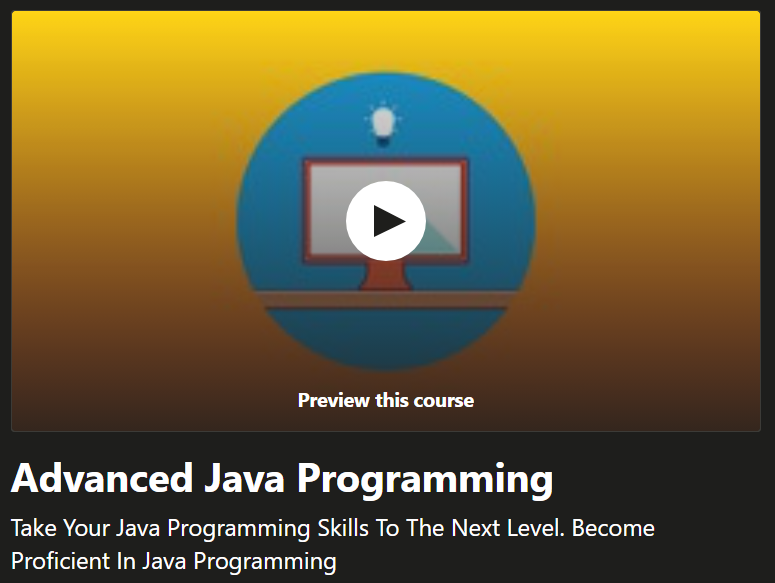 Preview this course
Advanced Java Programming
Take Your Java Programming Skills To The Next Level. Become
Proficient In Java Programming